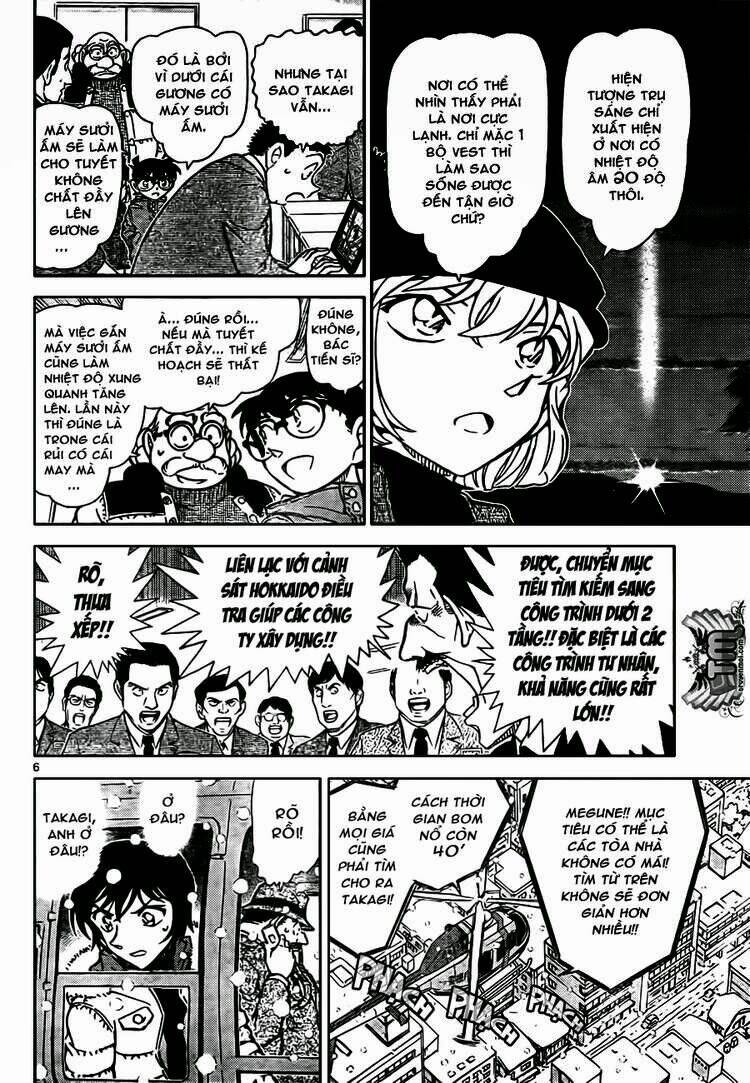 HIỆN
TƯỢNG TRỤ
SÁNG CHỈ
XUẤT HIỆN
Ở NƠI CÓ
NHIỆT ĐỘ
ÂM 20 ĐỘ
THÔI.
NƠI CÓ THỂ
NHÌN THẤY PHẢI
LÀ NƠI CỰC
LẠNH. CHỈ MẶC 1
BỘ VEST THÌ
LÀM SAO
SỐNG ĐƯỢC
ĐẾN TẬN GIỜ
CHỨ?
NHƯNG TẠI
SAO TAKAGI
VẪN...
ĐÓ LÀ BỞI
VÌ DƯỚI CÁI
GƯƠNG CÓ
MÁY SƯỞI
ẤM.
MÁY SƯỞI
ẤM SẼ LÀM
CHO TUYẾT
KHÔNG
CHẤT ĐẦY
LÊN
GƯƠNG
...
ĐÚNG
KHÔNG,
BÁC
TIẾN SĨ?
À... ĐÚNG RỒI...
NẾU MÀ TUYẾT
CHẤT ĐẦY... THÌ KẾ
HOẠCH SẼ THẤT
BẠI!
MÀ VIỆC GẮN
MÁY SƯỞI ẤM
CŨNG LÀM
NHIỆT ĐỘ XUNG
QUANH TĂNG
LÊN. LẦN NÀY
THÌ ĐÚNG LÀ
TRONG CÁI
RỦI CÓ CÁI
MAY MÀ
...
ĐƯỢC, CHUYỂN MỤC
TIÊU TÌM KIẾM SANG
CÔNG TRÌNH DƯỚI 2
TẦNG!! ĐẶC BIỆT LÀ CÁC
CÔNG TRÌNH TƯ NHÂN,
KHẢ NĂNG CŨNG RẤT
LỚN!!
LIÊN LẠC VỚI CẢNH
SÁT HOKKAIDO ĐIỀU
TRA GIÚP CÁC CÔNG
TY XÂY DỰNG!!
RÕ,
THƯA
XẾP!!
TM
6
MEGUNE!! MỤC
TIÊU CÓ THỂ LÀ
CÁC TÒA NHÀ
KHÔNG CÓ MÁI!
TÌM TỪ TRÊN
KHÔNG SẼ ĐƠN
GIẢN HƠN
NHIỀU!!
CÁCH THỜI
GIAN BOM
NỔ CÒN
40'
BẰNG
MỌI GIÁ
CŨNG
PHẢI TÌM
CHO RA
TAKAGI!
PHẠCH
PHẠCH
PHẠCH
RÕ
RỒI!
Ở
ĐÂU?
TAKAGI,
ANH Ở
ĐÂU!?